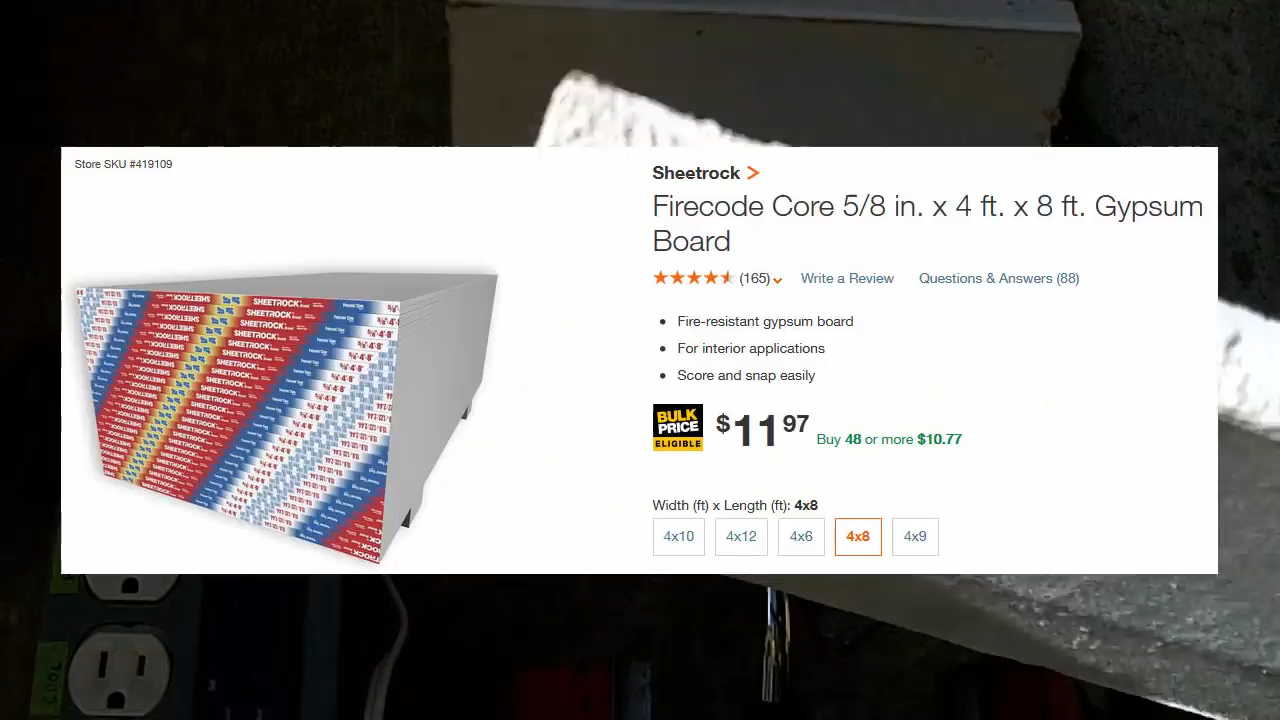 Store SKU #419109
Sheetrock >
Firecode Core 5/8 in. x 4 ft. x 8 ft. Gypsum
Board
(165) Write a Review Questions & Answers (88)
Fire-resistant gypsum board
For interior applications
Score and snap easily
BULK
PRICE
ELIGIBLE
$11 97
Buy 48 or more $10.77
Width (ft) x Length (ft): 4x8
4x10 4x12 4x6 4x8 4x9
SHEETROCK
COOL